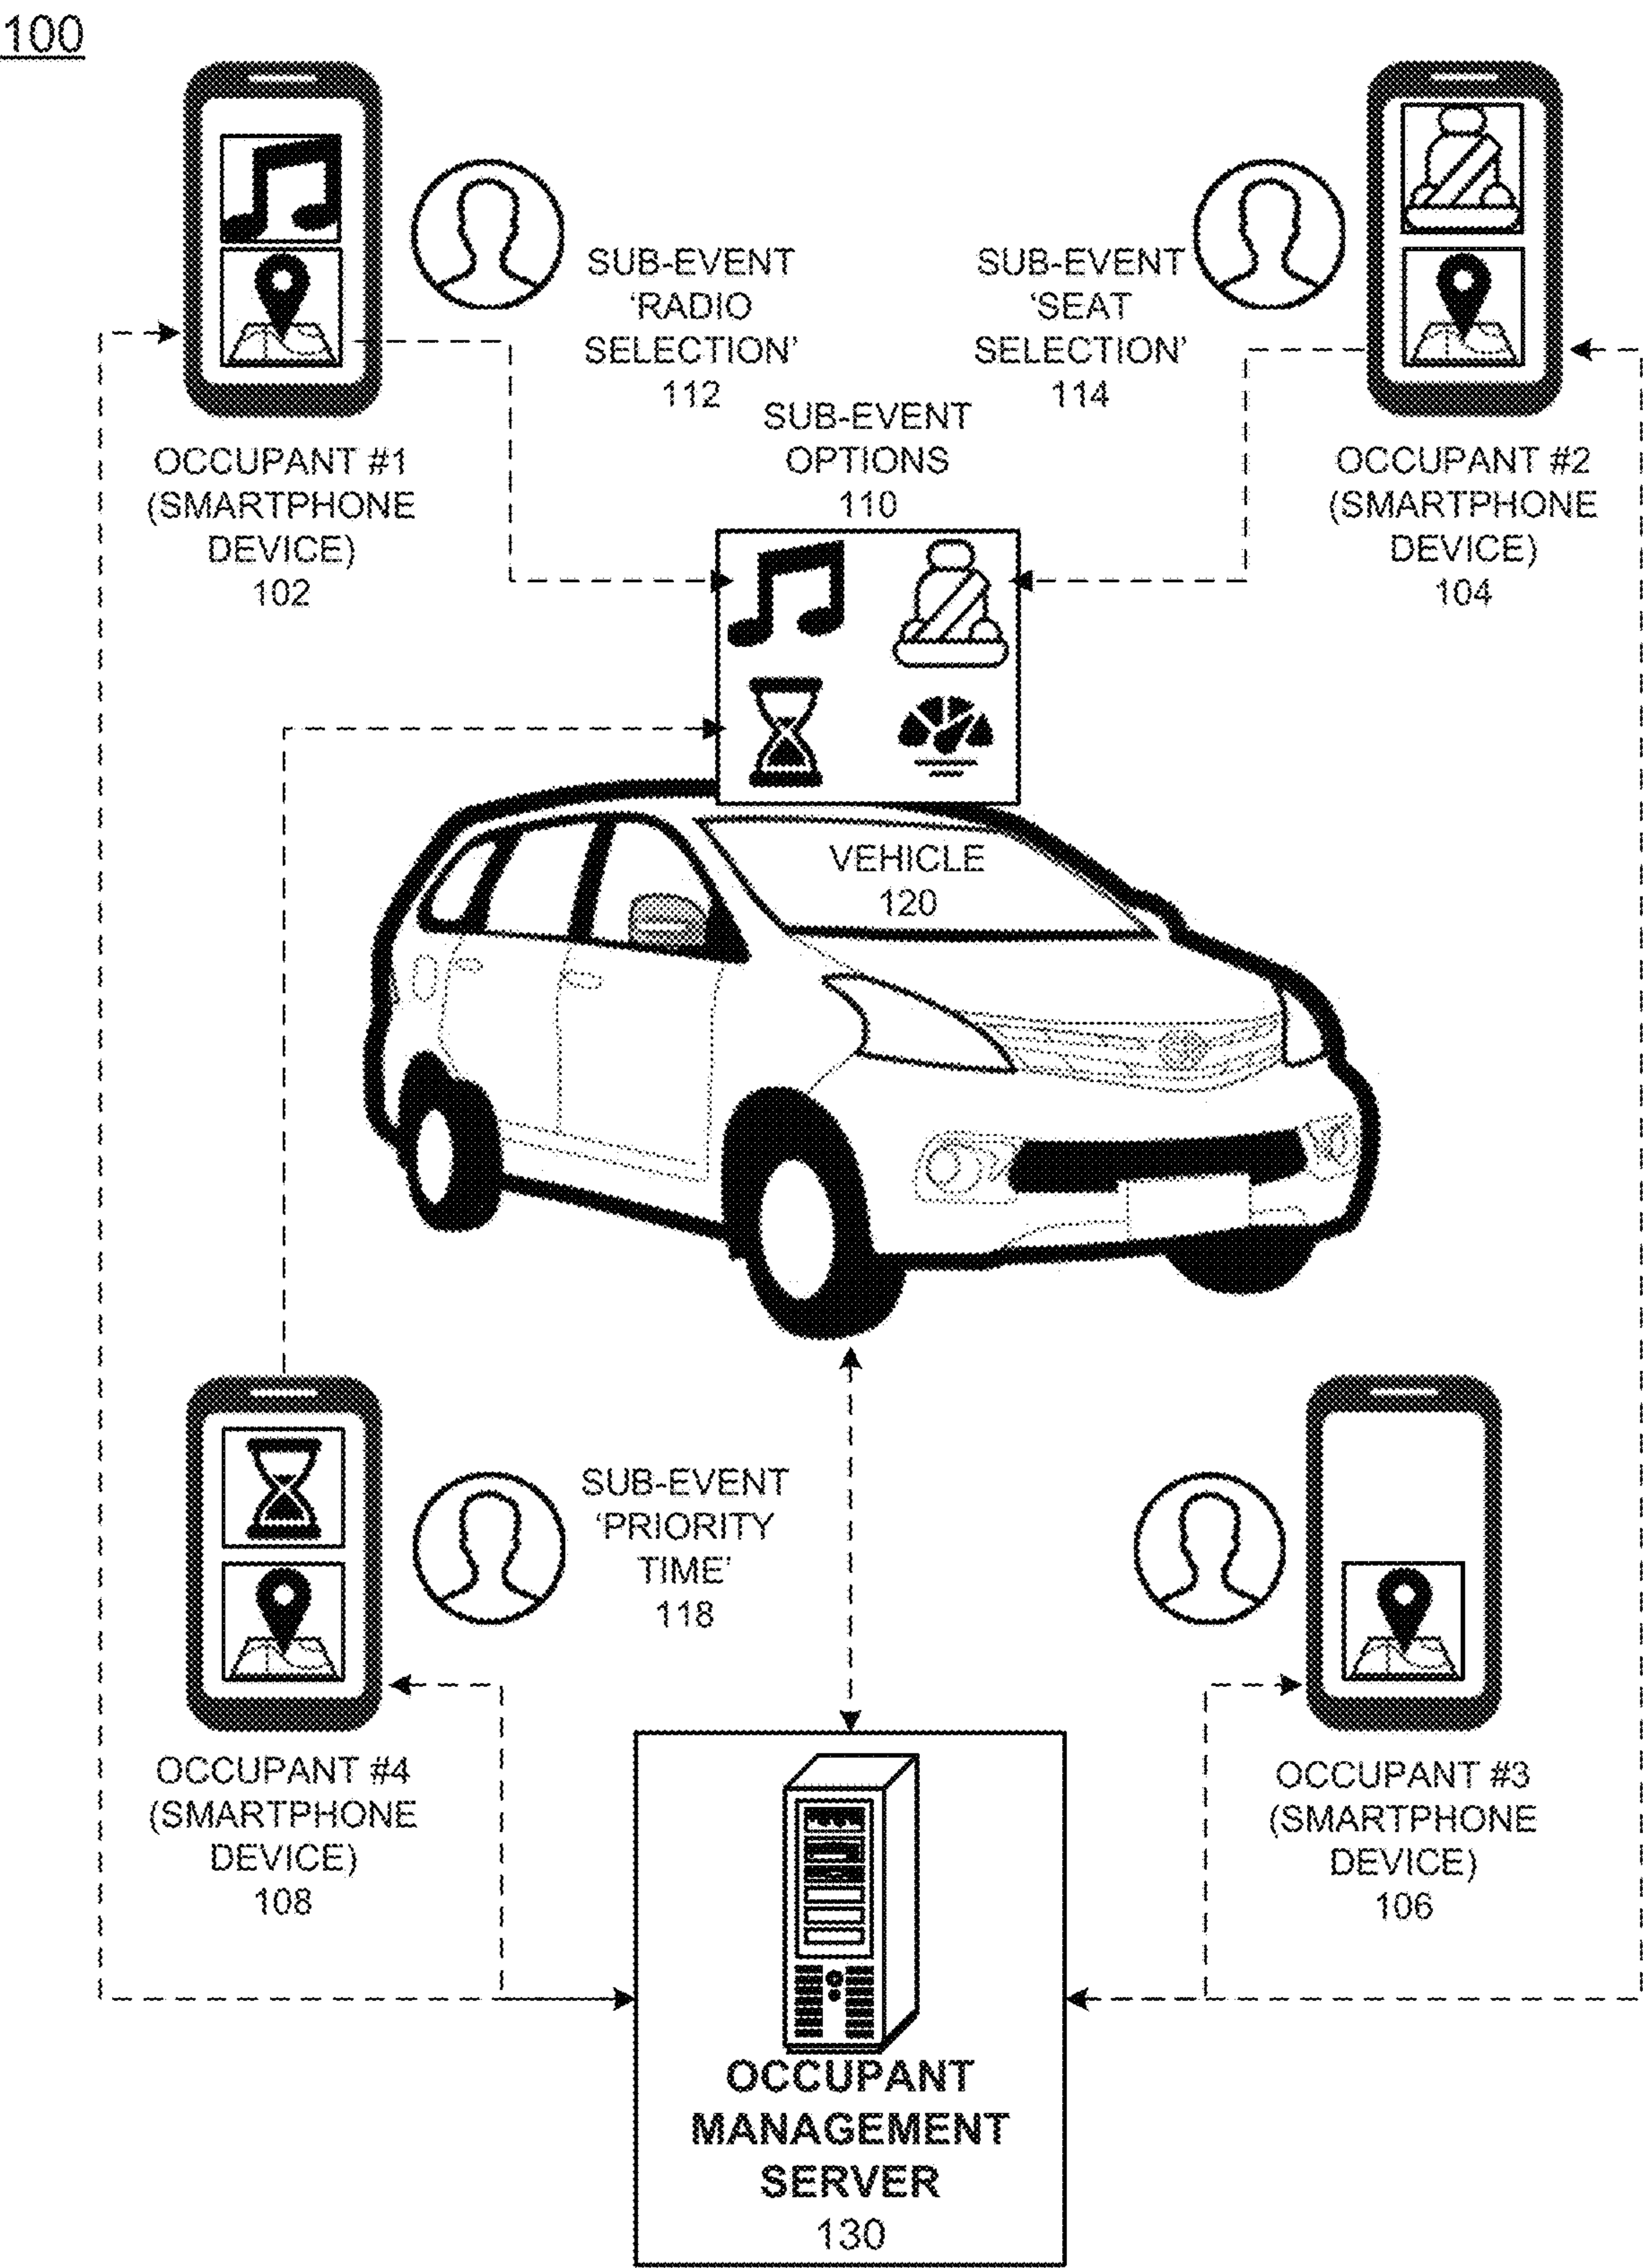 100
SUB-EVENT
'RADIO
SELECTION'
112
SUB-EVENT
'SEAT
SELECTION'
114
SUB-EVENT
OPTIONS
110
OCCUPANT #1
(SMARTPHONE
DEVICE)
102
OCCUPANT #2
(SMARTPHONE
DEVICE)
104
VEHICLE
120
SUB-EVENT
'PRIORITY
TIME'
118
OCCUPANT #4
(SMARTPHONE
DEVICE)
108
OCCUPANT #3
(SMARTPHONE
DEVICE)
106
OCCUPANT
MANAGEMENT
SERVER
130